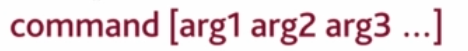 command [arg1 arg2 arg3 ...]